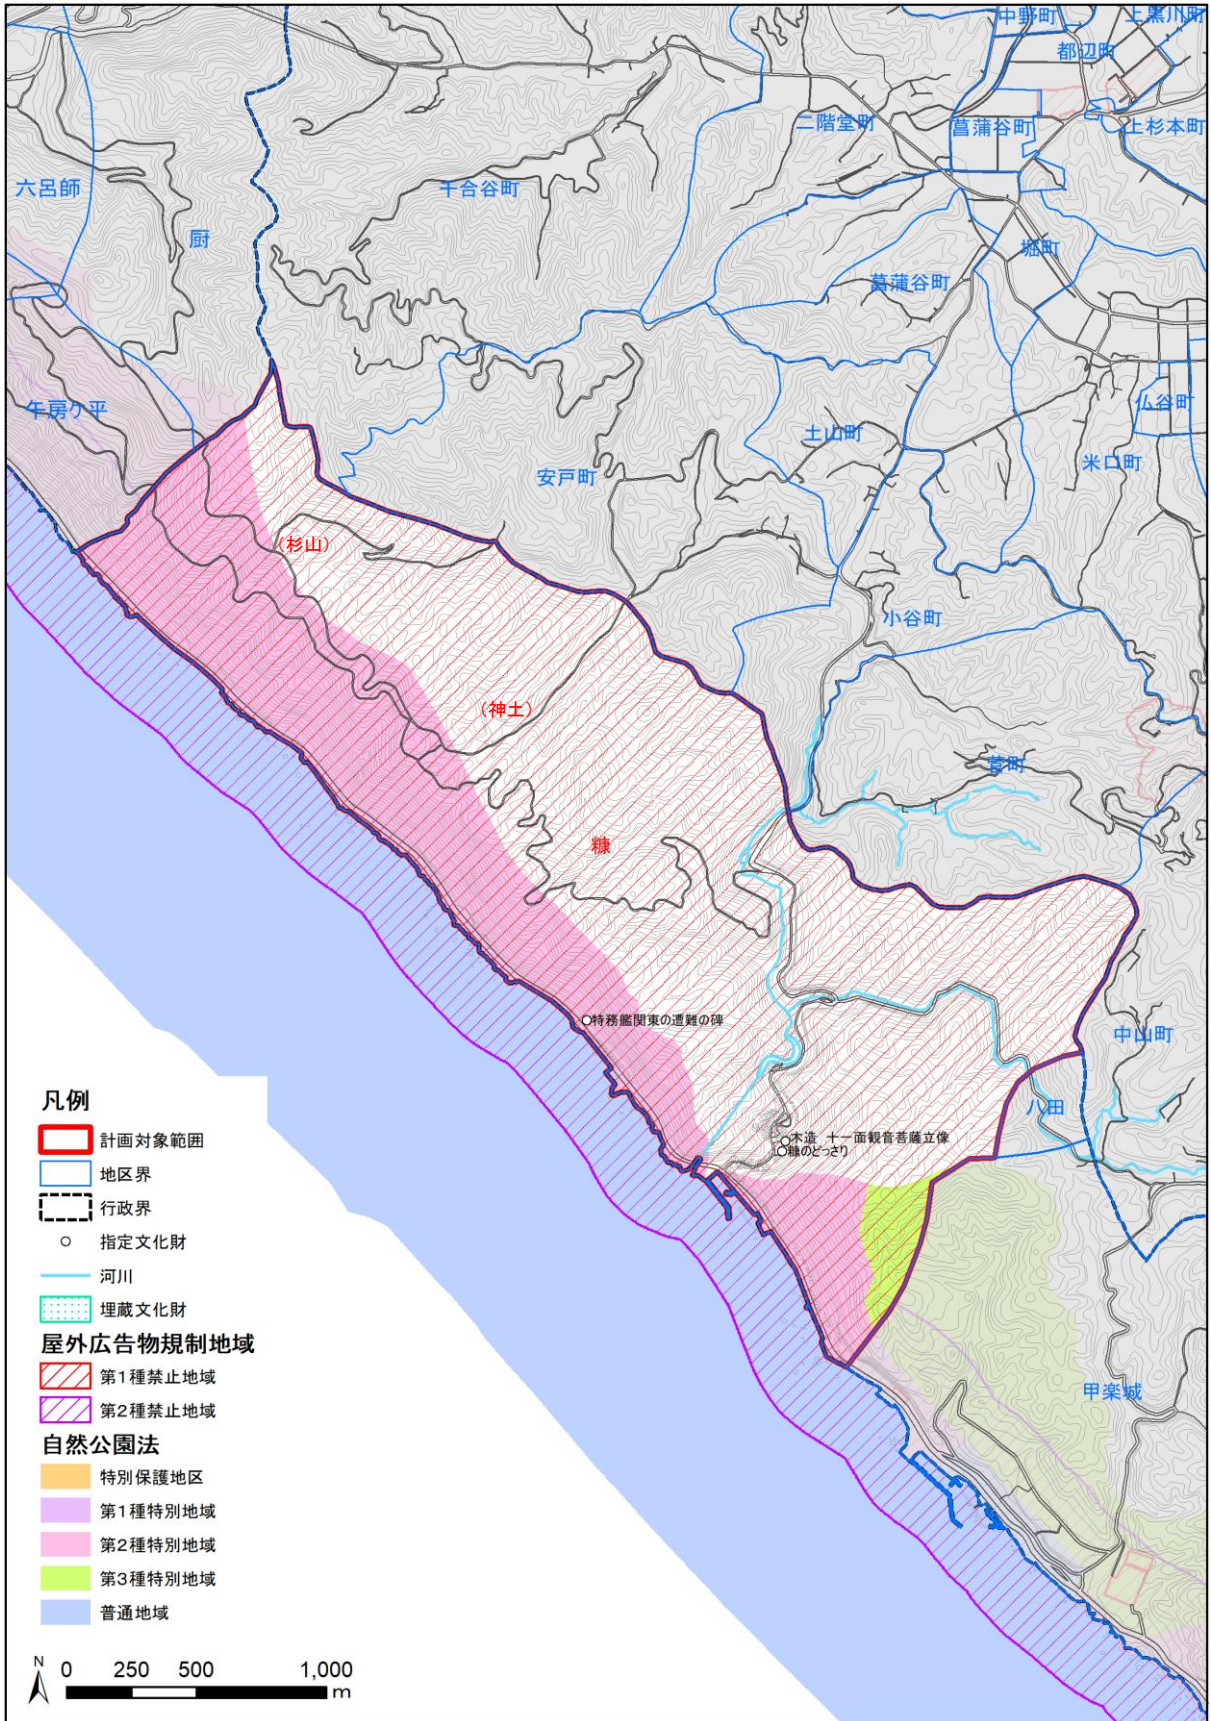 中野町
上黒川町
都辺町
二階堂町
菖蒲谷町
上杉本町
六呂師
千合谷町
厨
堀町
菖蒲谷町
午房ケ平
仏谷町
土山町
米口町
安戸町
(杉山)
小谷町
(神土)
菅町
糠
特務艦関東の遭難の碑
中山町
八田
木造 十一面観音菩薩立像
糠のどっさり
甲楽城
凡例
計画対象範囲
地区界
行政界
指定文化財
河川
埋蔵文化財
屋外広告物規制地域
第1種禁止地域
第2種禁止地域
自然公園法
特別保護地区
第1種特別地域
第2種特別地域
第3種特別地域
普通地域
N
0 250 500 1,000
m